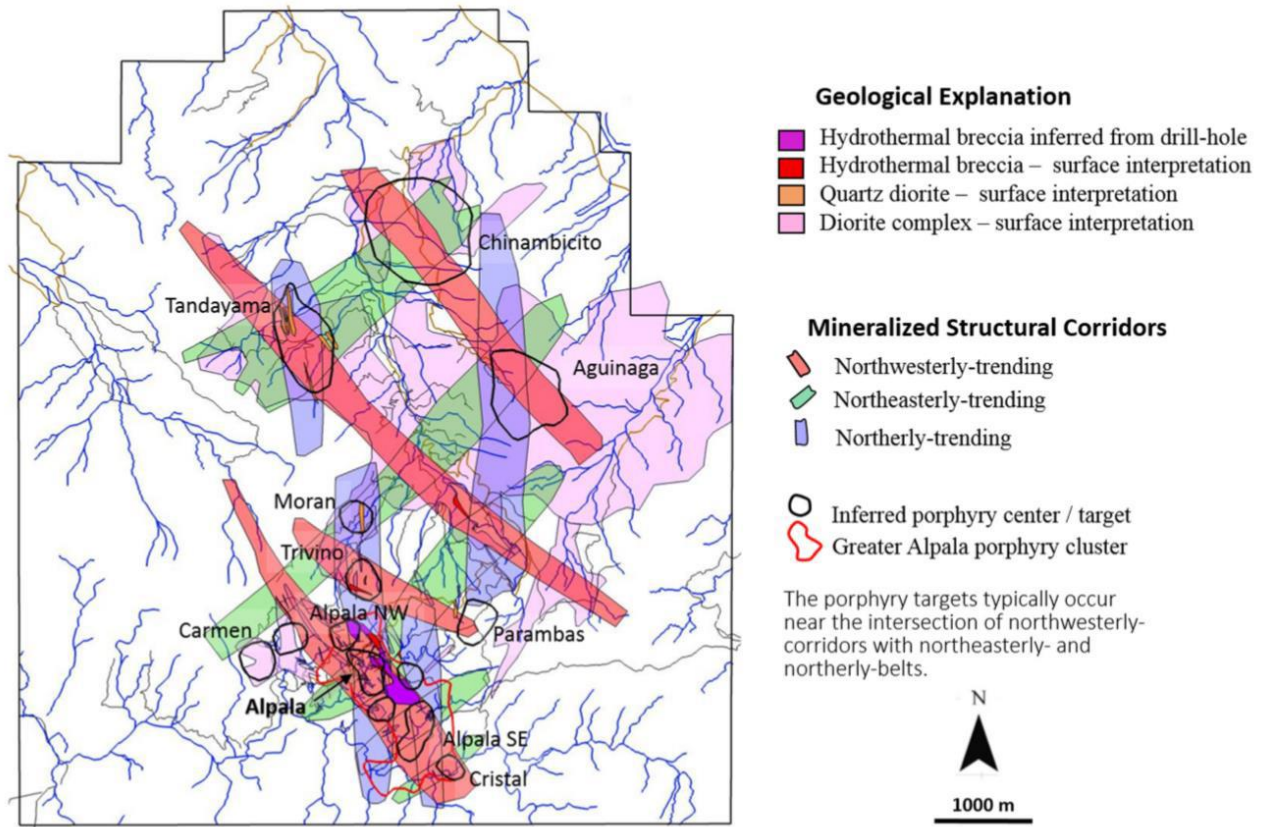 Chinambicito
Tandayama
Aguinaga
Moran
Trivino
Alpala NW
Carmen
Parambas
Alpala
Alpala SE
Cristal
Geological Explanation
Hydrothermal breccia inferred from drill-hole
Hydrothermal breccia – surface interpretation
Quartz diorite – surface interpretation
Diorite complex – surface interpretation
Mineralized Structural Corridors
Northwesterly-trending
Northeasterly-trending
Northerly-trending
Inferred porphyry center / target
Greater Alpala porphyry cluster
The porphyry targets typically occur
near the intersection of northwesterly-
corridors with northeasterly- and
northerly-belts.
N
1000 m